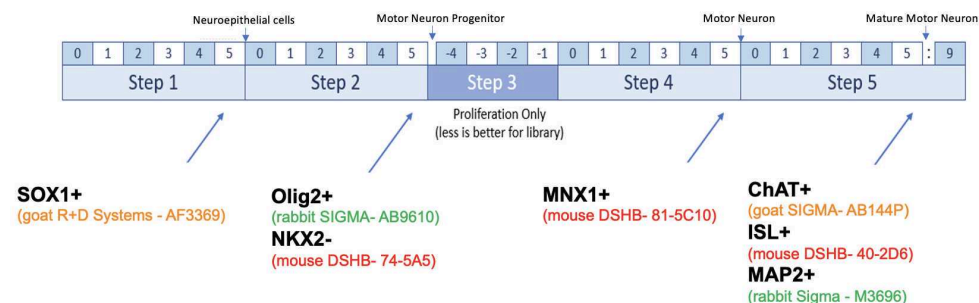 Neuroepithelial cells
Motor Neuron Progenitor
Motor Neuron
Mature Motor Neuron
0 1 2 3 4 5 0 1 2 3 4 5 -4 -3 -2 -1 0 1 2 3 4 5 0 1 2 3 4 5 : 9
Step 1 Step 2 Step 3 Step 4 Step 5
Proliferation Only
(less is better for library)
SOX1+
(goat R+D Systems - AF3369)
Olig2+
(rabbit SIGMA- AB9610)
NKX2-
(mouse DSHB- 74-5A5)
MNX1+
(mouse DSHB- 81-5C10)
ChAT+
(goat SIGMA- AB144P)
ISL+
(mouse DSHB- 40-2D6)
MAP2+
(rabbit Sigma - M3696)